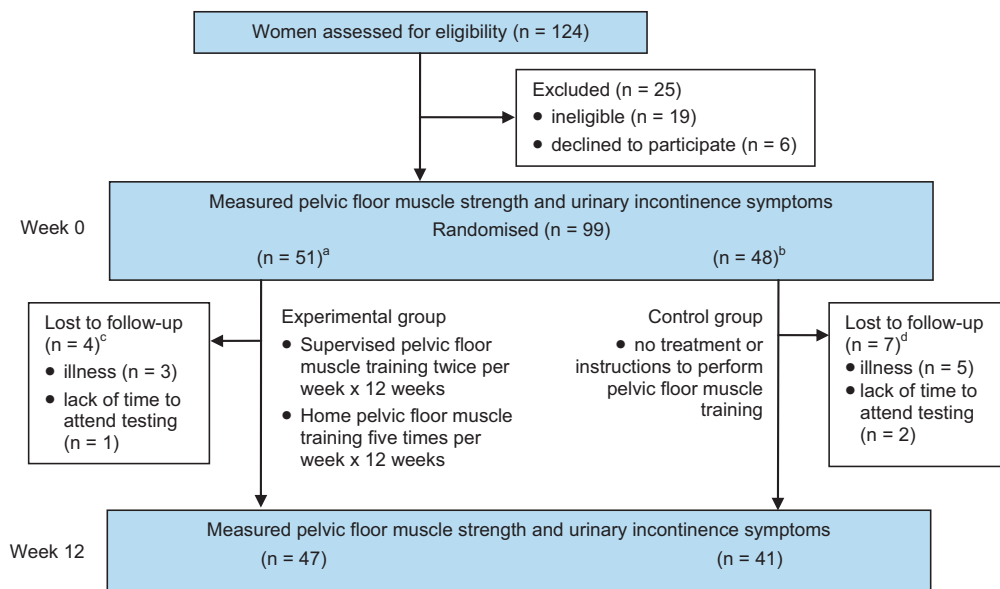 Women assessed for eligibility (n = 124)
Excluded (n = 25)
● ineligible (n = 19)
● declined to participate (n = 6)
Week 0
Measured pelvic floor muscle strength and urinary incontinence symptoms
Randomised (n = 99)
(n = 51)a
(n = 48)b
Lost to follow-up
(n = 4)c
● illness (n = 3)
● lack of time to
attend testing
(n = 1)
Experimental group
● Supervised pelvic floor
muscle training twice per
week x 12 weeks
● Home pelvic floor muscle
training five times per
week x 12 weeks
Control group
● no treatment or
instructions to perform
pelvic floor muscle
training
Lost to follow-up
(n = 7)d
● illness (n = 5)
● lack of time to
attend testing
(n = 2)
Week 12
Measured pelvic floor muscle strength and urinary incontinence symptoms
(n = 47)
(n = 41)